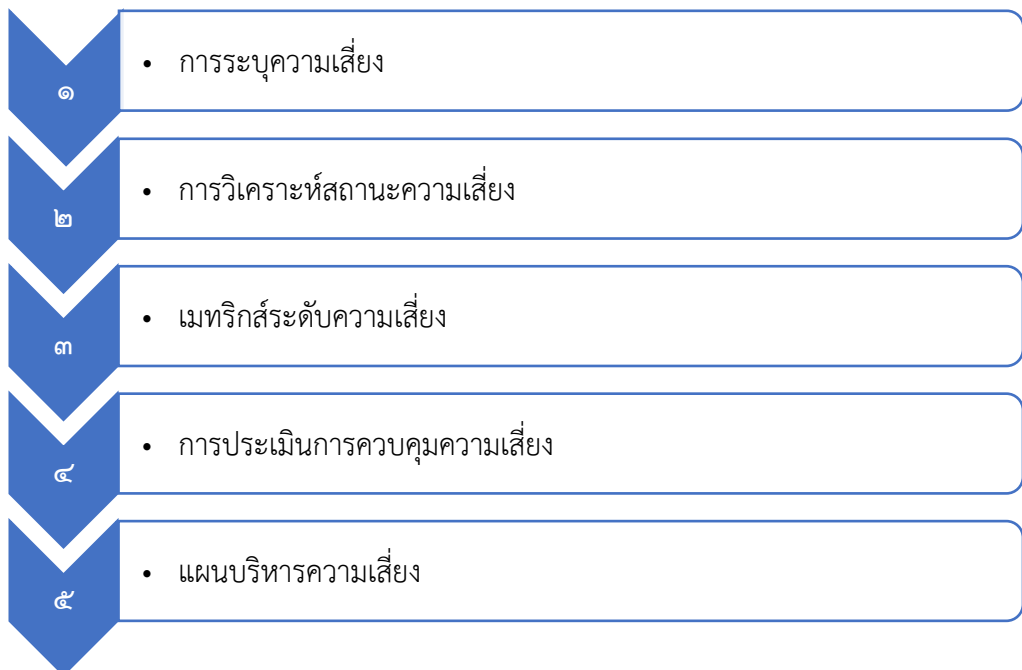 ๑
• การระบุความเสี่ยง
๒
• การวิเคราะห์สถานะความเสี่ยง
๓
• เมทริกส์ระดับความเสี่ยง
๔
• การประเมินการควบคุมความเสี่ยง
๕
• แผนบริหารความเสี่ยง